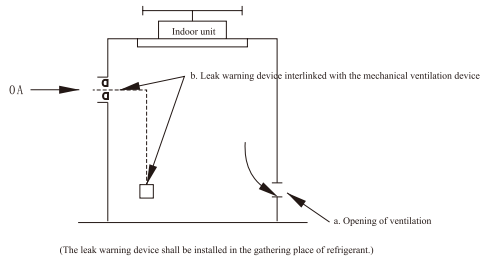 Indoor unit
b. Leak warning device interlinked with the mechanical ventilation device
OA
a. Opening of ventilation
(The leak warning device shall be installed in the gathering place of refrigerant.)